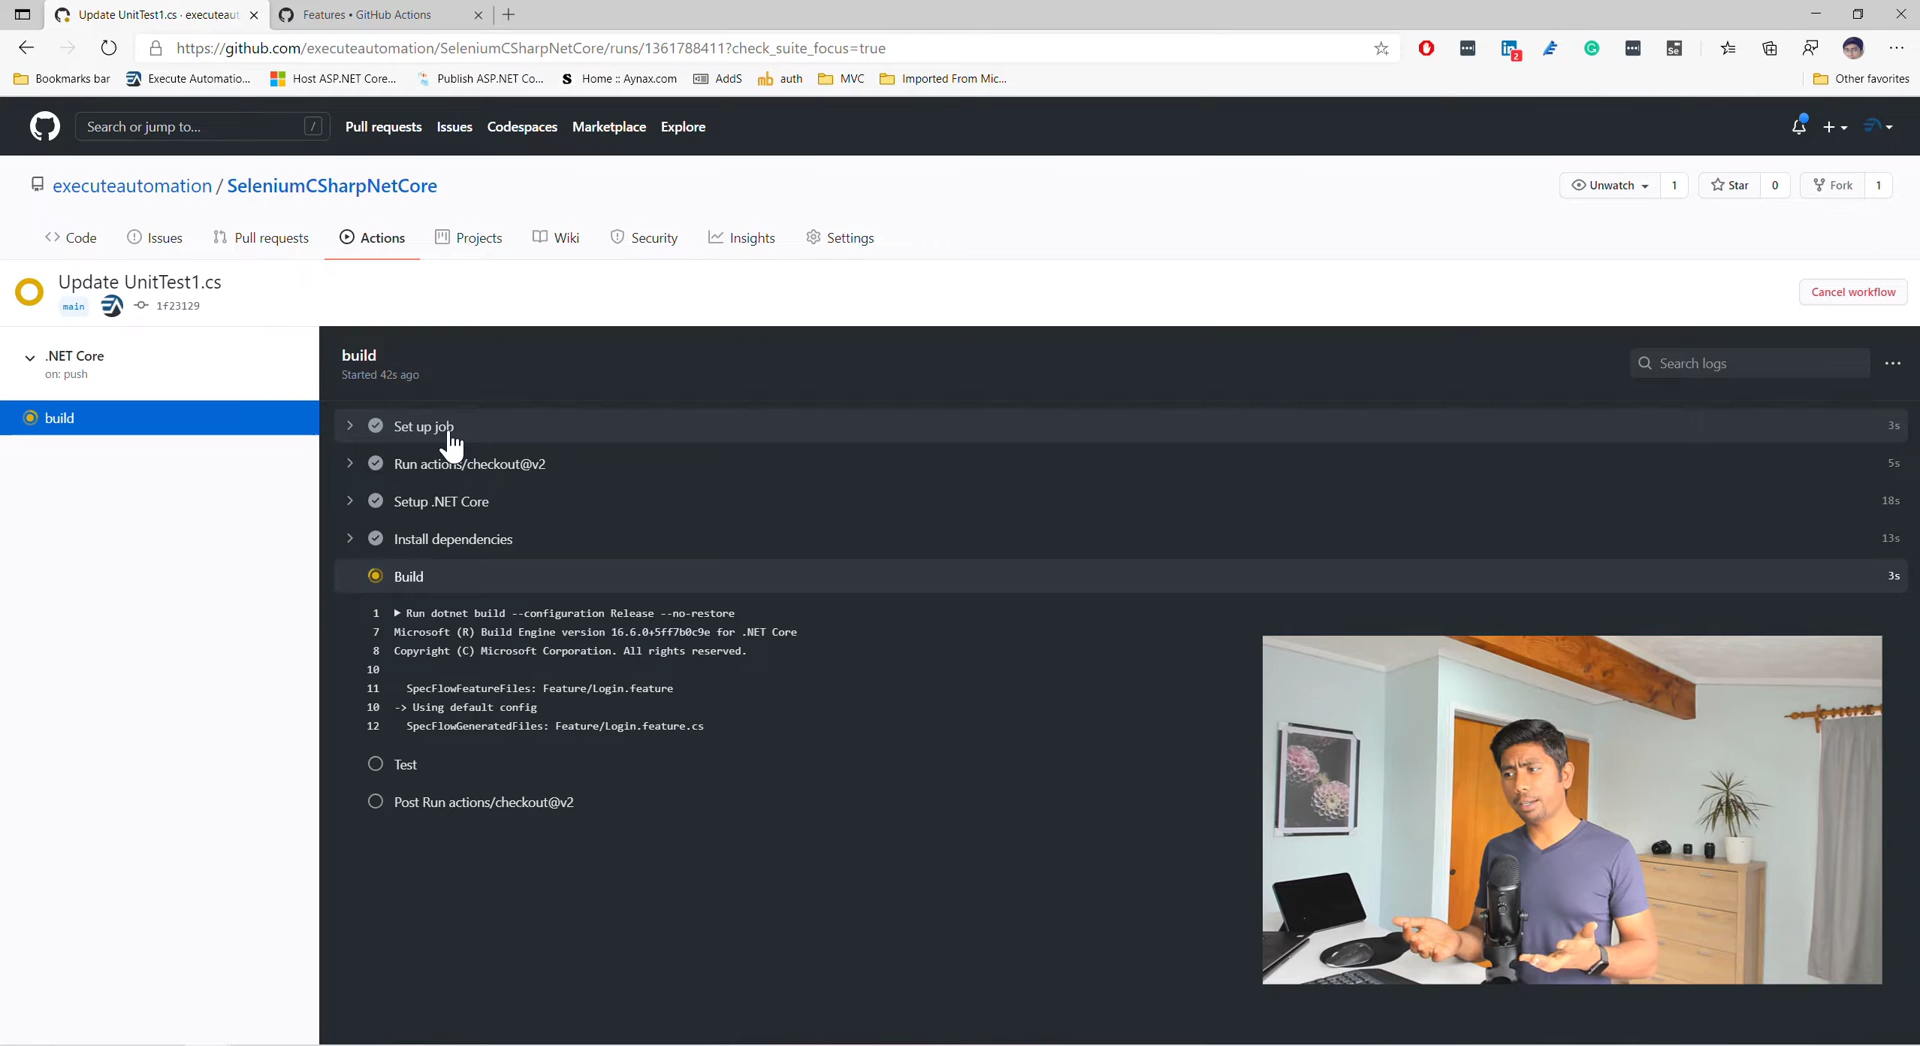 Update UnitTest1.cs · executeaut
Features • GitHub Actions
https://github.com/executeautomation/SeleniumCSharpNetCore/runs/1361788411?check_suite_focus=true
2
Bookmarks bar
Execute Automatio...
Host ASP.NET Core...
Publish ASP.NET Co...
Home :: Aynax.com
AddS
auth
MVC
Imported From Mic...
Other favorites
Search or jump to...
/
Pull requests
Issues
Codespaces
Marketplace
Explore
executeautomation / SeleniumCSharpNetCore
Unwatch 1
Star 0
Fork 1
Code
Issues
Pull requests
Actions
Projects
Wiki
Security
Insights
Settings
Update UnitTest1.cs
main
1f23129
Cancel workflow
.NET Core
on: push
build
build
Started 42s ago
Search logs
Set up job 3s
Run actions/checkout@v2 5s
Setup .NET Core 18s
Install dependencies 13s
Build 3s
1 Run dotnet build --configuration Release --no-restore
7 Microsoft (R) Build Engine version 16.6.0+5ff7b0c9e for .NET Core
8 Copyright (C) Microsoft Corporation. All rights reserved.
10
11 SpecFlowFeatureFiles: Feature/Login.feature
10 -> Using default config
12 SpecFlowGeneratedFiles: Feature/Login.feature.cs
Test
Post Run actions/checkout@v2